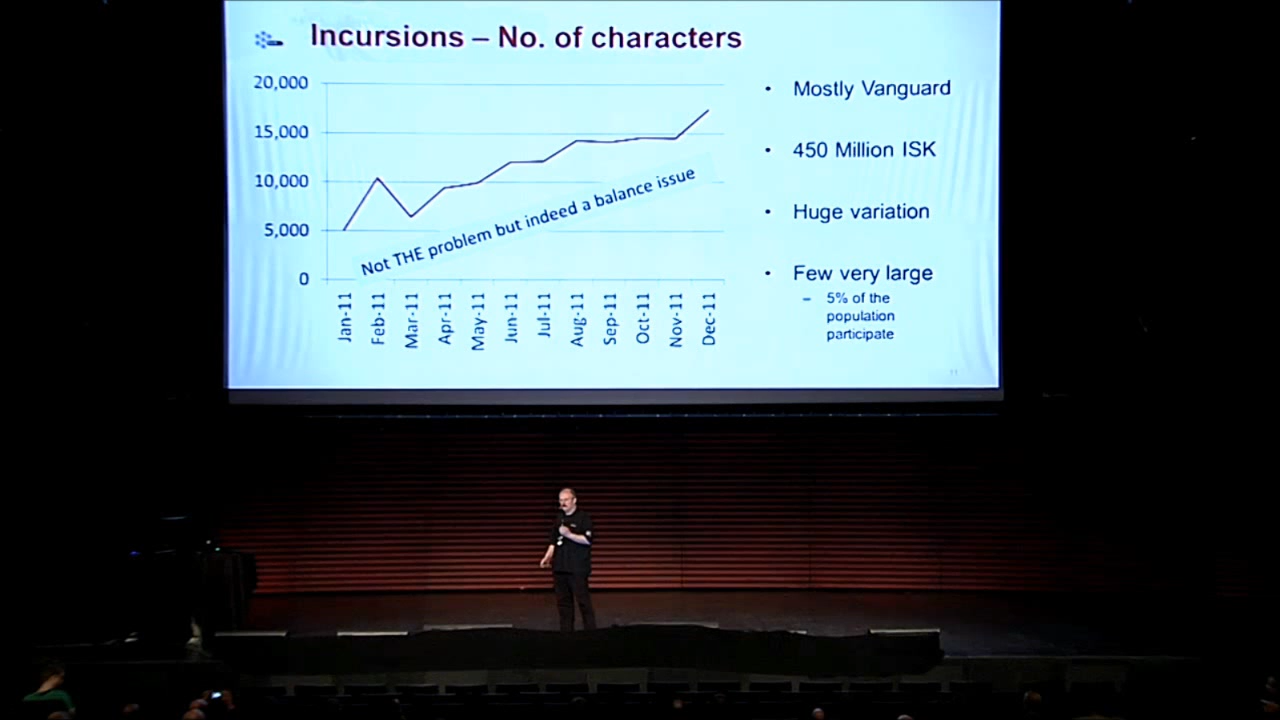 Incursions – No. of characters
20,000
15,000
10,000
5,000
0
Not THE problem but indeed a balance issue
Jan-11
Feb-11
Mar-11
Apr-11
May-11
Jun-11
Jul-11
Aug-11
Sep-11
Oct-11
Nov-11
Dec-11
• Mostly Vanguard
• 450 Million ISK
• Huge variation
• Few very large
– 5% of the
population
participate
11